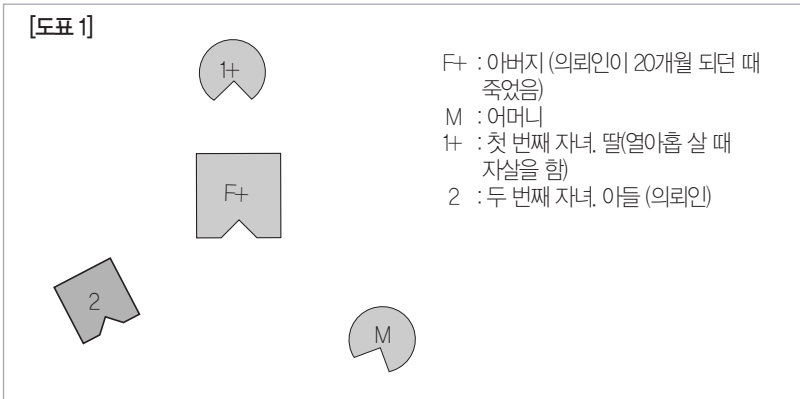 [도표 1]
1+
F+
2
M
F+ : 아버지 (의뢰인이 20개월 되던 때
죽었음)
M : 어머니
1+ : 첫 번째 자녀. 딸(열아홉 살 때
자살을 함)
2 : 두 번째 자녀. 아들 (의뢰인)